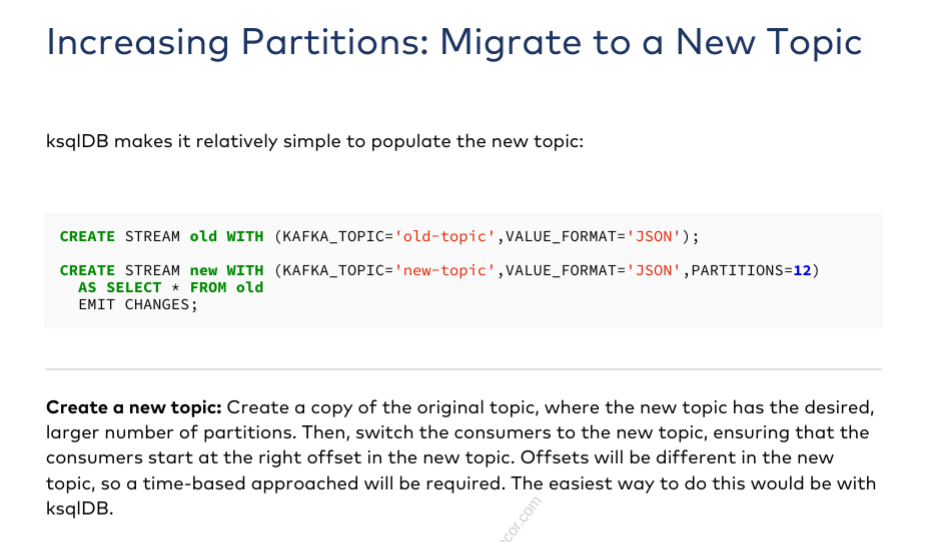 Increasing Partitions: Migrate to a New Topic
ksqlDB makes it relatively simple to populate the new topic:
CREATE STREAM old WITH (KAFKA_TOPIC='old-topic',VALUE_FORMAT='JSON');
CREATE STREAM new WITH (KAFKA_TOPIC='new-topic',VALUE_FORMAT='JSON',PARTITIONS=12)
AS SELECT * FROM old
EMIT CHANGES;
Create a new topic: Create a copy of the original topic, where the new topic has the desired,
larger number of partitions. Then, switch the consumers to the new topic, ensuring that the
consumers start at the right offset in the new topic. Offsets will be different in the new
topic, so a time-based approached will be required. The easiest way to do this would be with
ksqlDB.